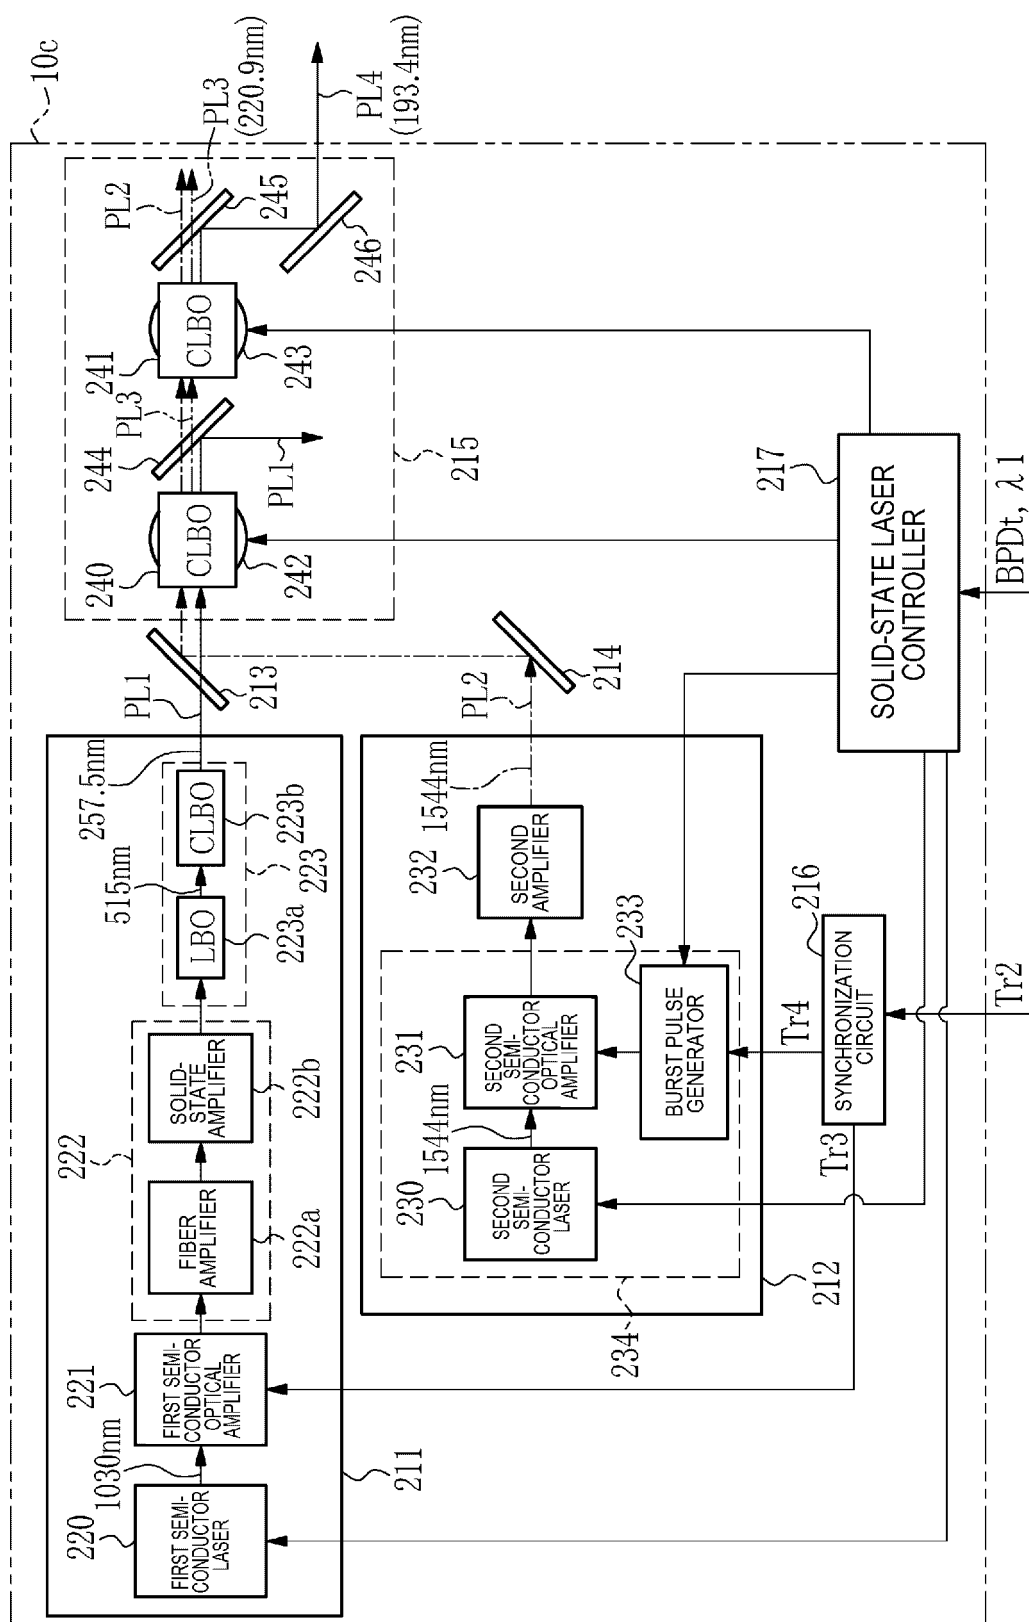 10c
PL3
(220.9nm)
PL4
(193.4nm)
PL2
245
246
241
CLBO
243
PL3
244
PL1
215
240
CLBO
242
213
214
PL1
PL2
257.5nm
CLBO
223b
515nm
LBO
223a
223
222
SOLID-
STATE
AMPLIFIER
222b
FIBER
AMPLIFIER
222a
221
FIRST SEMI-
CONDUCTOR
OPTICAL
AMPLIFIER
1030nm
220
FIRST SEMI-
CONDUCTOR
LASER
211
1544nm
232
SECOND
AMPLIFIER
231
SECOND
SEMI-
CONDUCTOR
OPTICAL
AMPLIFIER
1544nm
230
SECOND
SEMI-
CONDUCTOR
LASER
233
BURST PULSE
GENERATOR
234
212
217
SOLID-STATE LASER
CONTROLLER
BPDt, λ1
216
SYNCHRONIZATION
CIRCUIT
Tr4
Tr3
Tr2